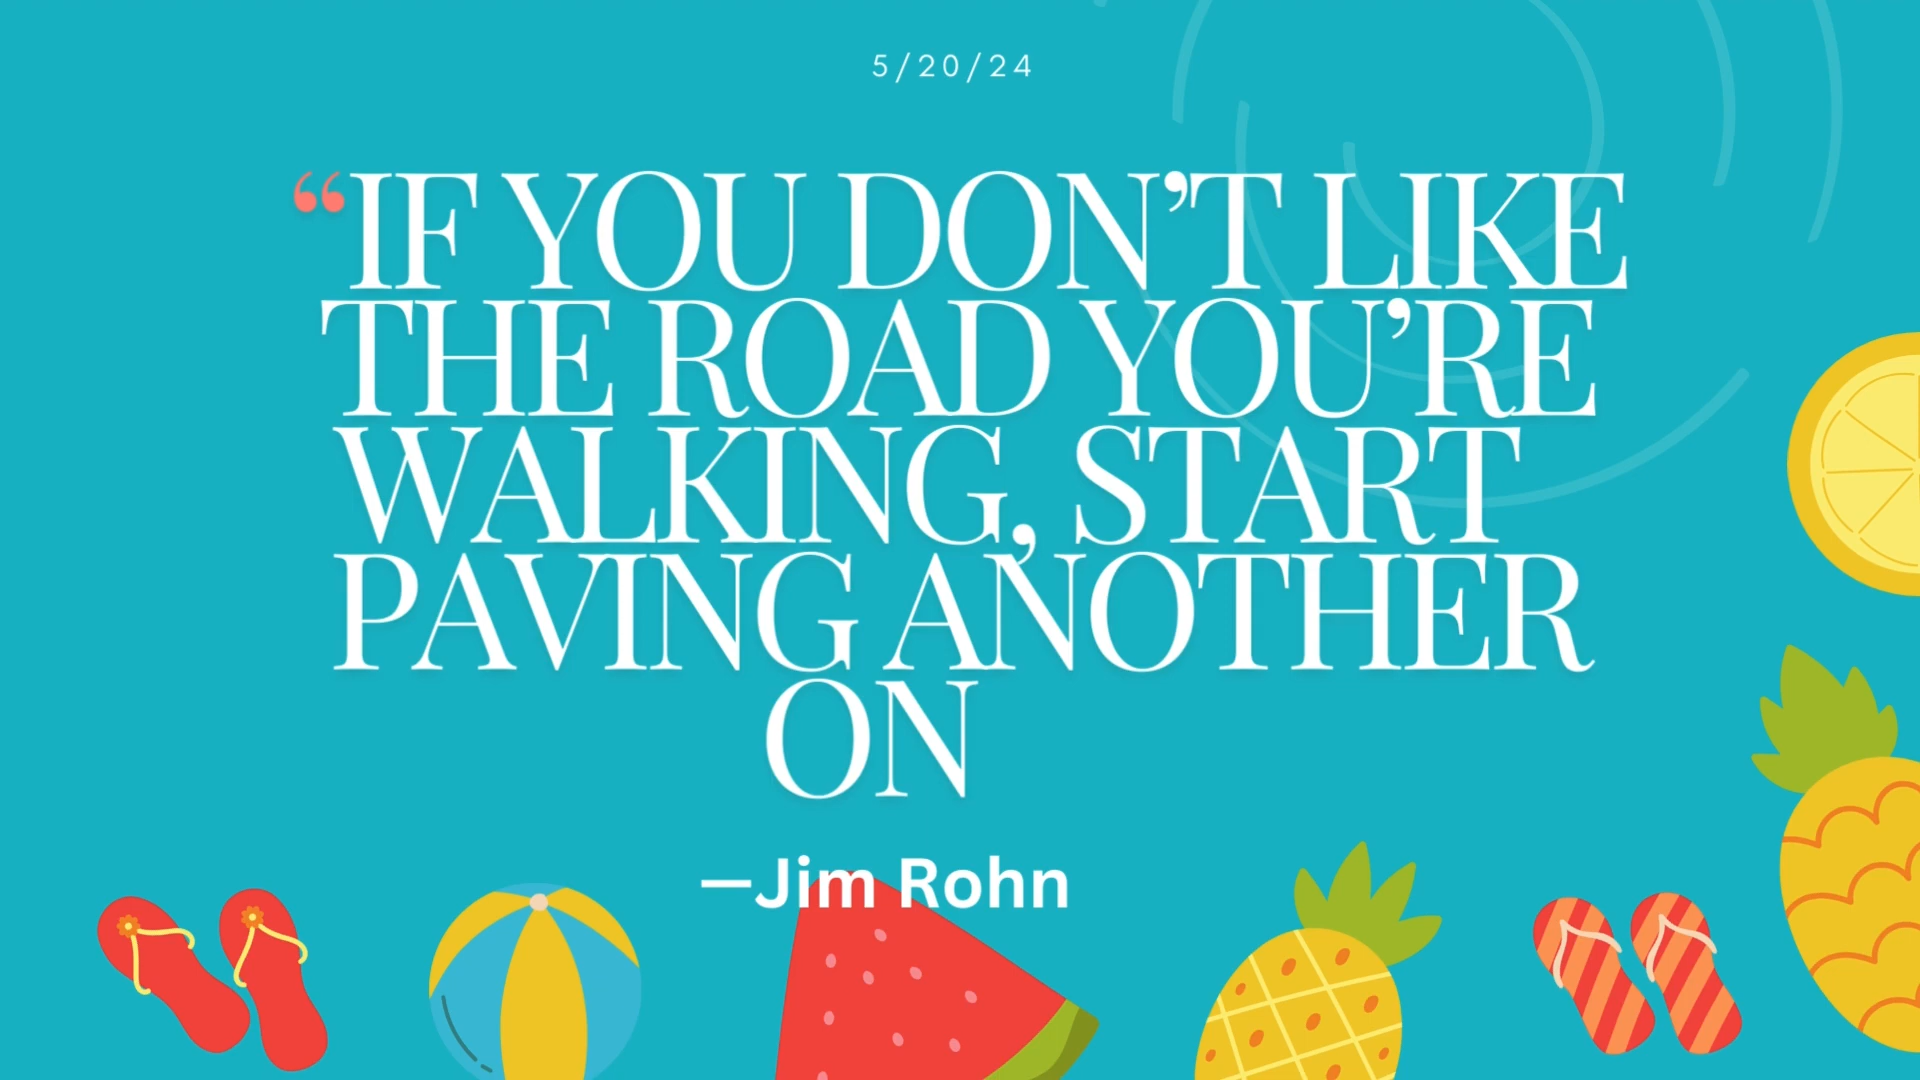 5/20/24
“IF YOU DON’T LIKE
THE ROAD YOU’RE
WALKING, START
PAVING ANOTHER
ON
—Jim Rohn